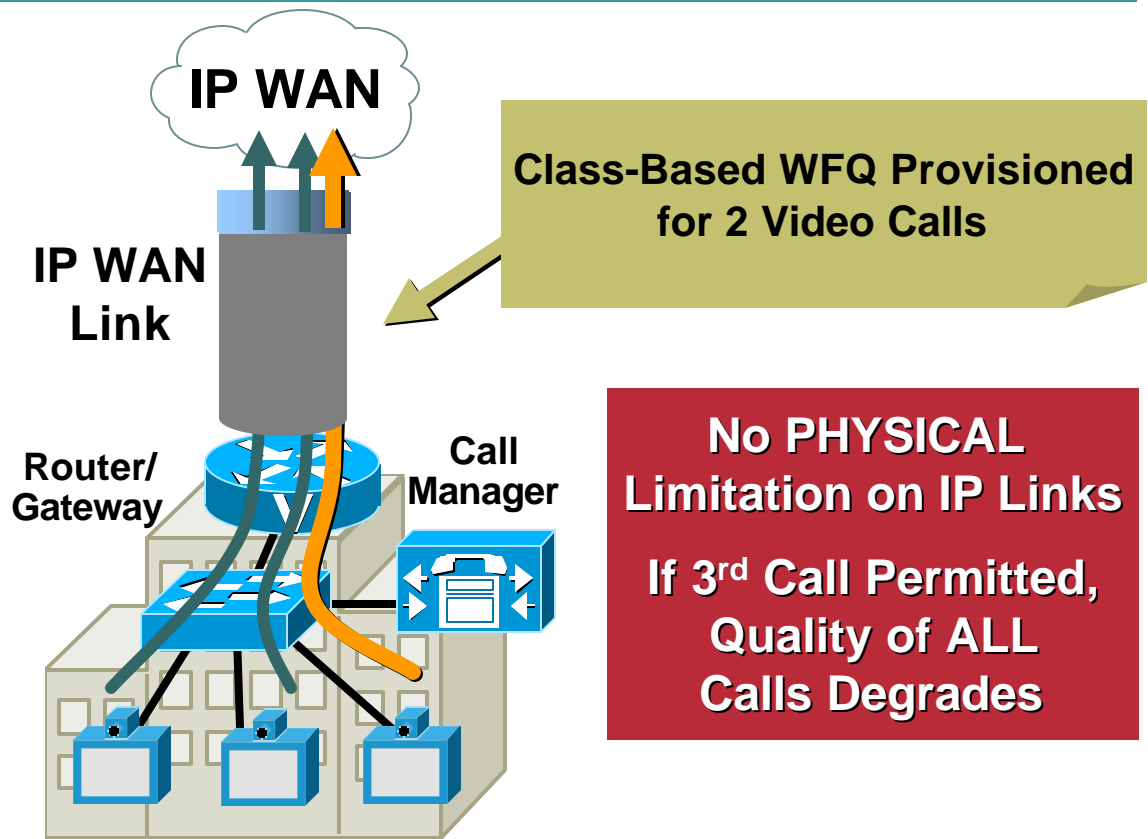 IP WAN
Class-Based WFQ Provisioned
for 2 Video Calls
IP WAN
Link
Router/
Gateway
Call
Manager
V
No PHYSICAL
Limitation on IP Links
If 3rd Call Permitted,
Quality of ALL
Calls Degrades